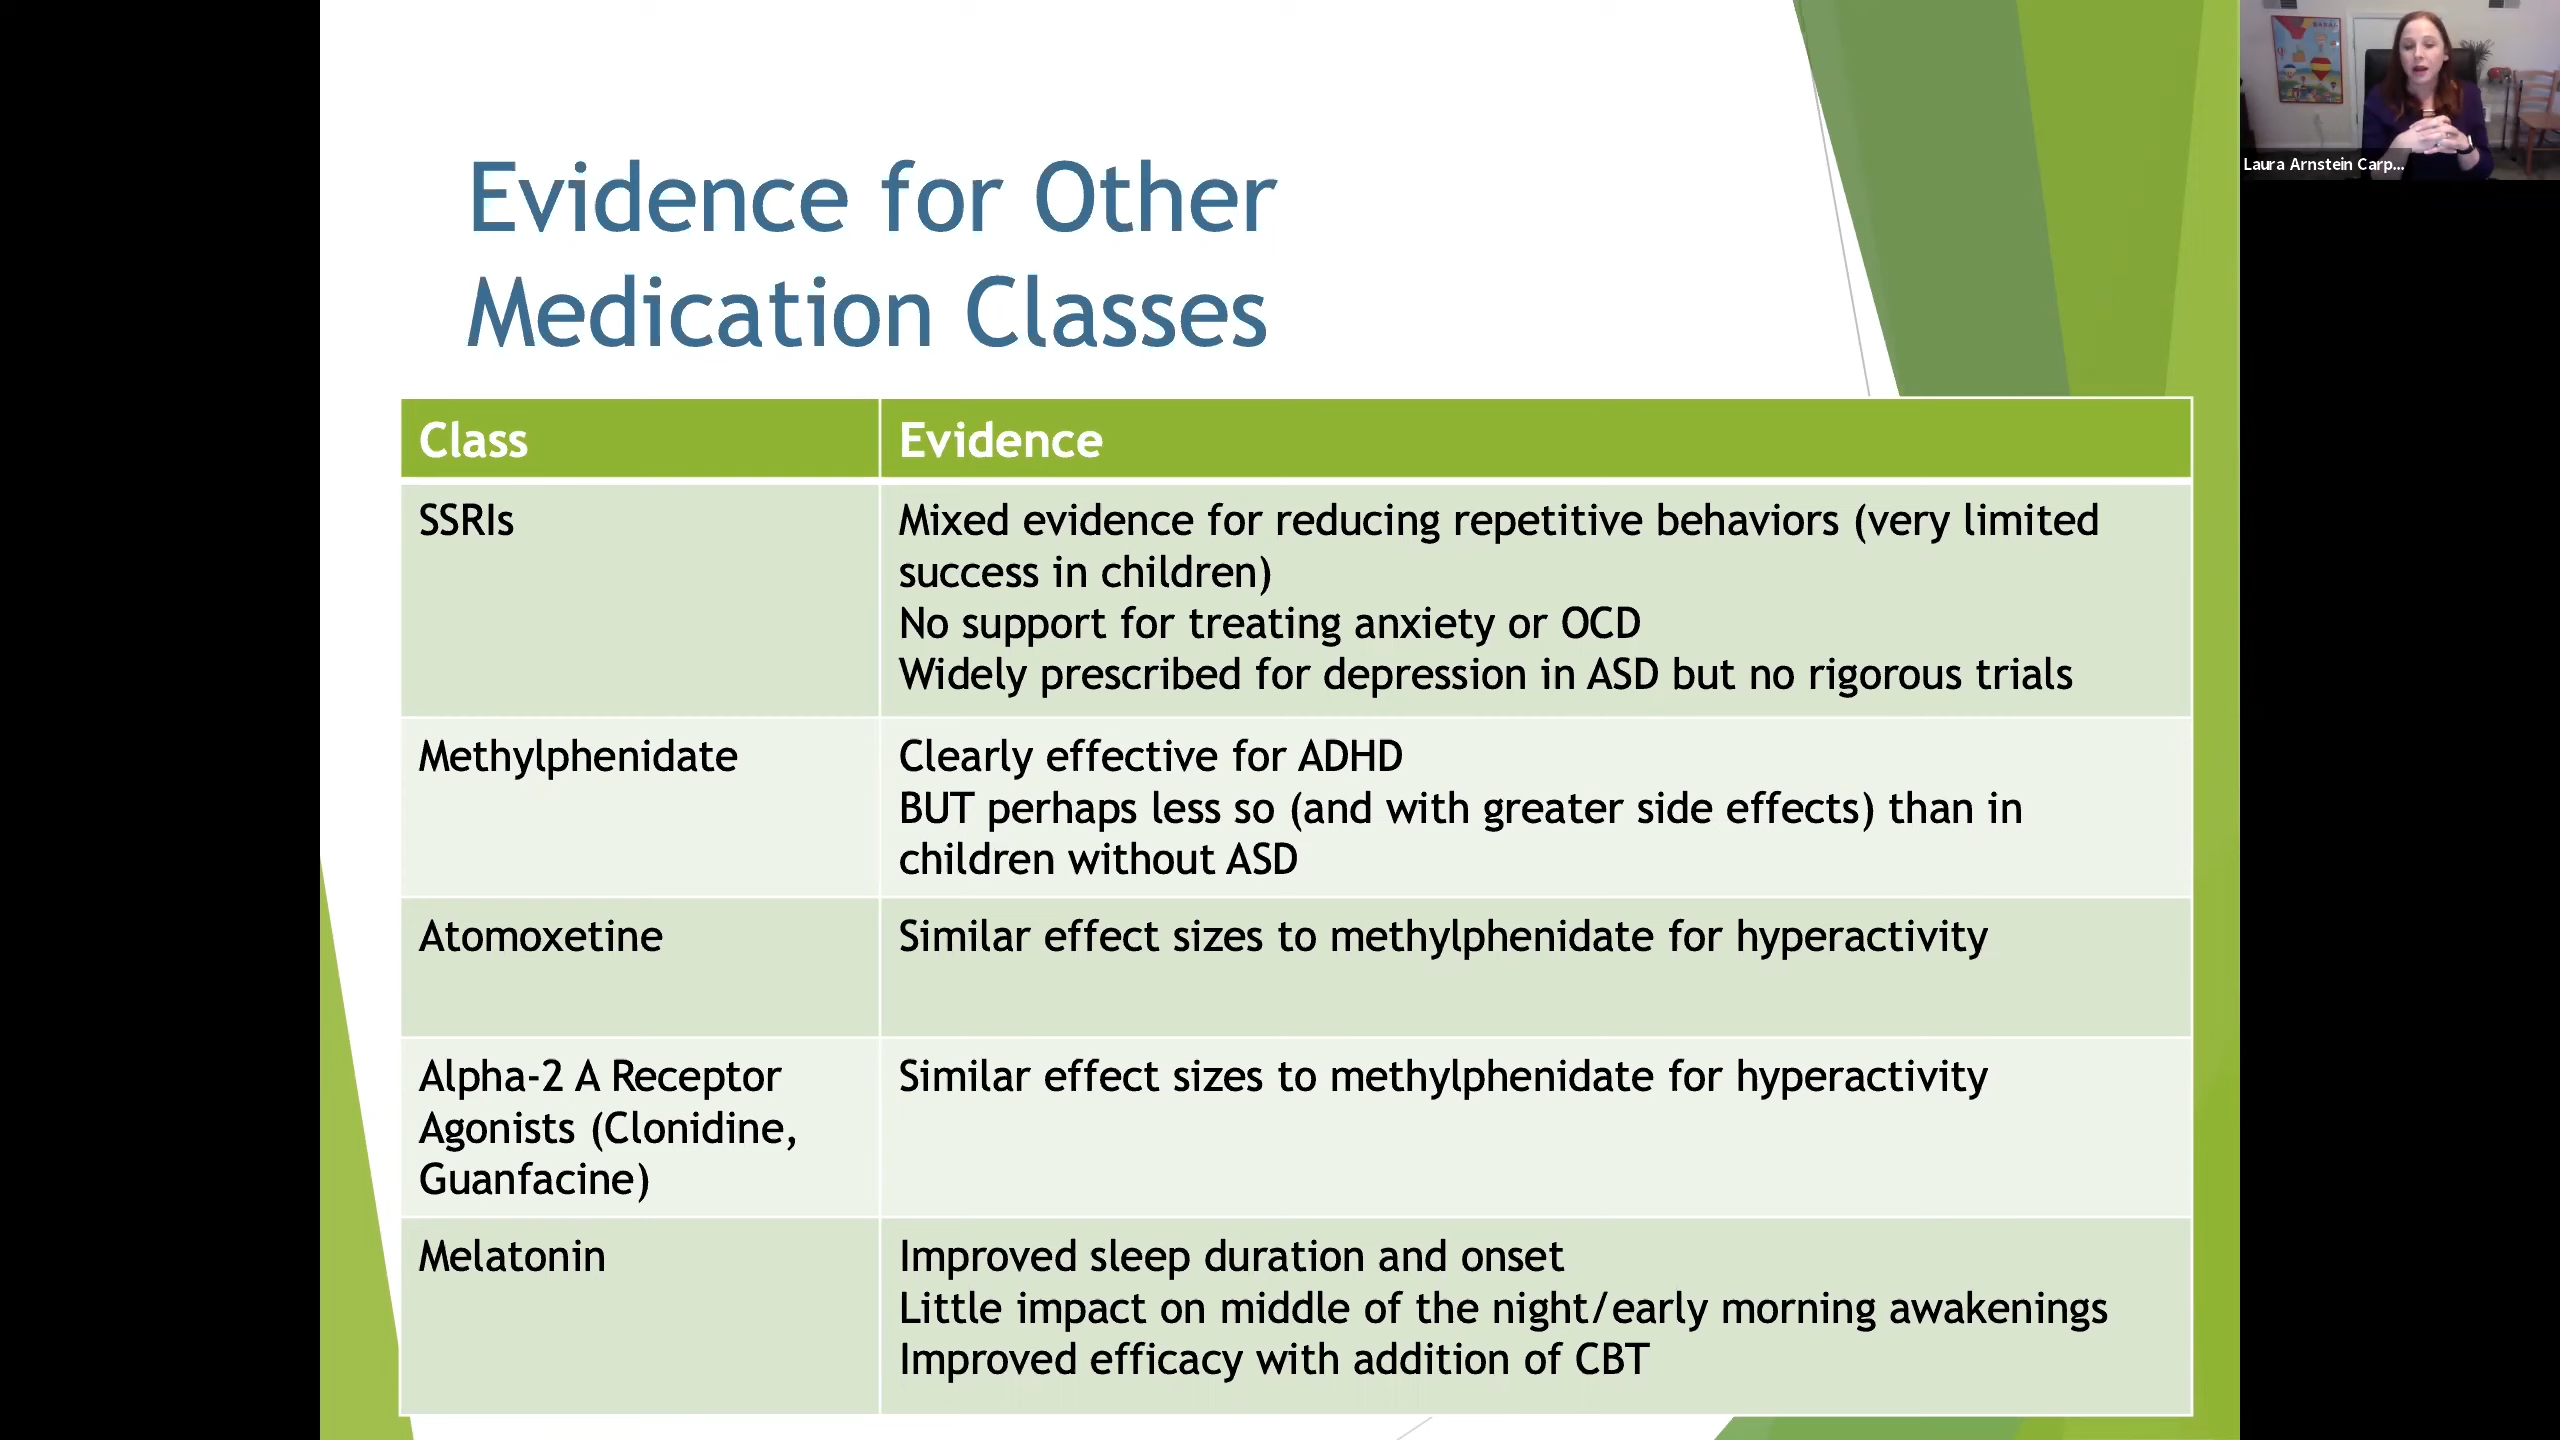 Evidence for Other
Medication Classes
Class
Evidence
SSRIs
Mixed evidence for reducing repetitive behaviors (very limited
success in children)
No support for treating anxiety or OCD
Widely prescribed for depression in ASD but no rigorous trials
Methylphenidate
Clearly effective for ADHD
BUT perhaps less so (and with greater side effects) than in
children without ASD
Atomoxetine
Similar effect sizes to methylphenidate for hyperactivity
Alpha-2 A Receptor
Agonists (Clonidine,
Guanfacine)
Similar effect sizes to methylphenidate for hyperactivity
Melatonin
Improved sleep duration and onset
Little impact on middle of the night/early morning awakenings
Improved efficacy with addition of CBT
Laura Arnstein Carp...